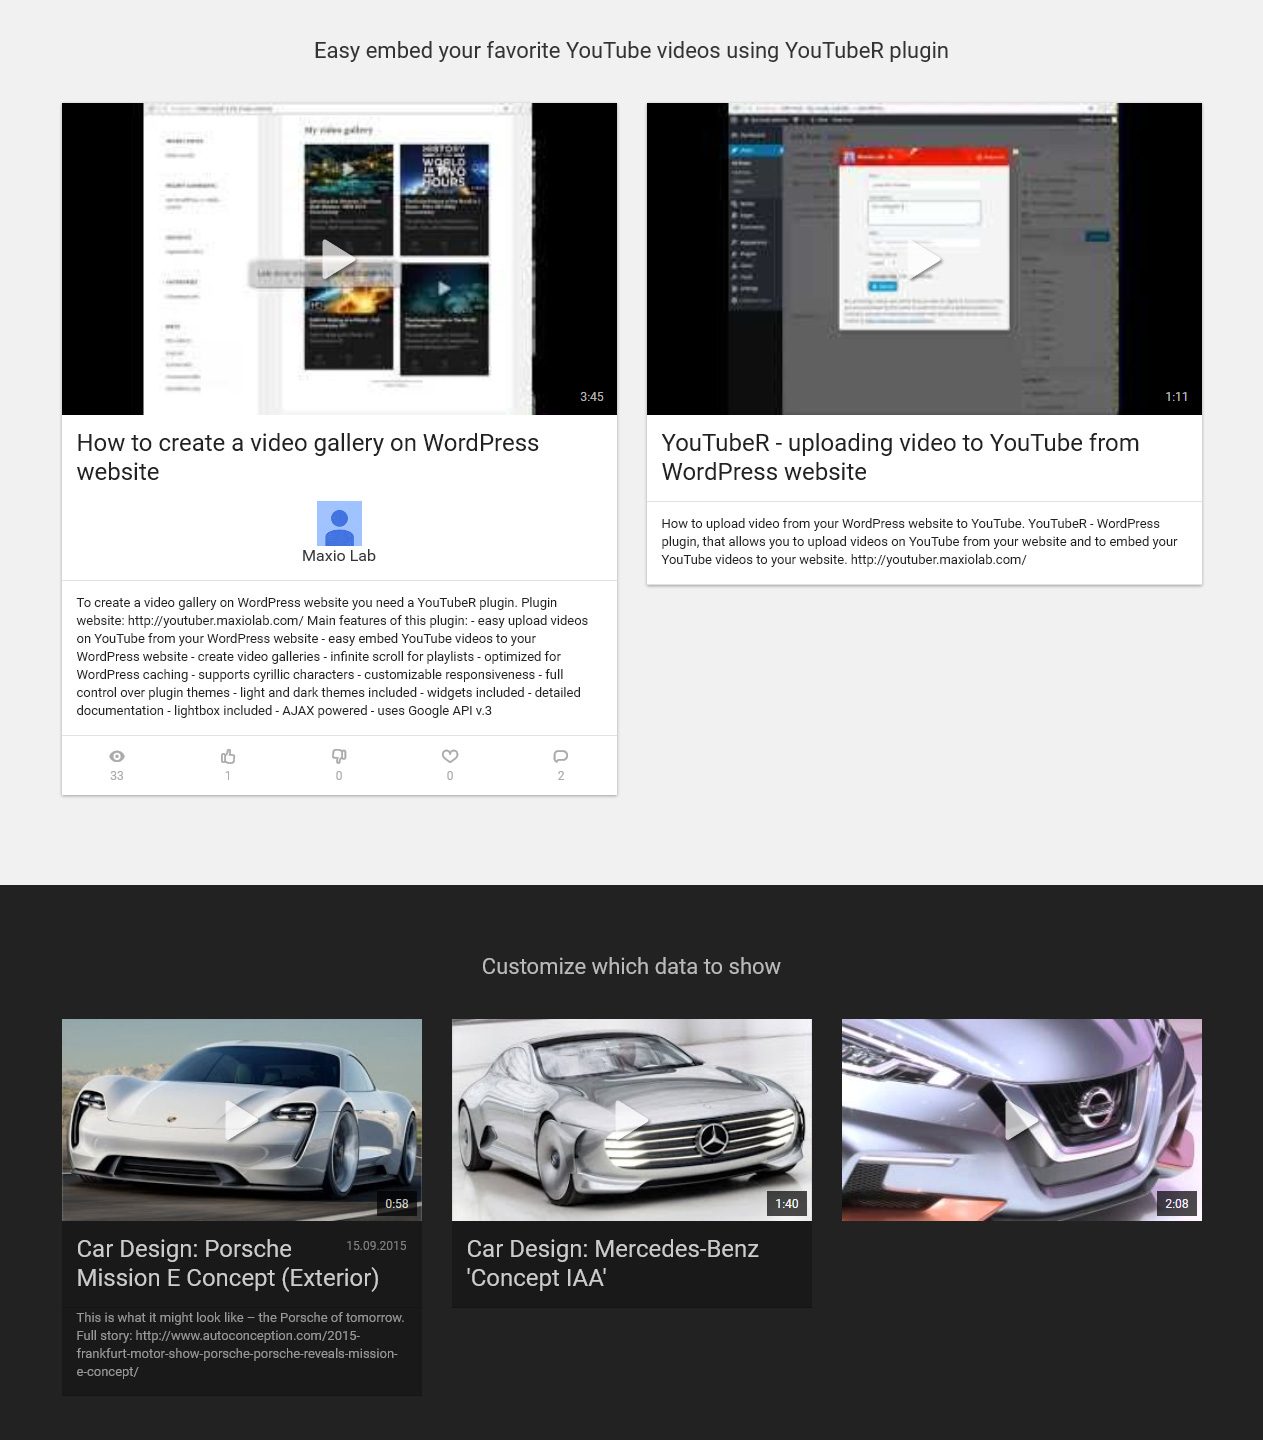 Easy embed your favorite YouTube videos using YouTubeR plugin
My video gallery
HISTORY
WORLD
IN TWO
HOURS
3:45
1:11
How to create a video gallery on WordPress
website
Maxio Lab
To create a video gallery on WordPress website you need a YouTubeR plugin. Plugin
website: http://youtuber.maxiolab.com/ Main features of this plugin: - easy upload videos
on YouTube from your WordPress website - easy embed YouTube videos to your
WordPress website - create video galleries - infinite scroll for playlists - optimized for
WordPress caching - supports cyrillic characters - customizable responsiveness - full
control over plugin themes - light and dark themes included - widgets included - detailed
documentation - lightbox included - AJAX powered - uses Google API v.3
33
1
0
0
2
YouTubeR - uploading video to YouTube from
WordPress website
How to upload video from your WordPress website to YouTube. YouTubeR - WordPress
plugin, that allows you to upload videos on YouTube from your website and to embed your
YouTube videos to your website. http://youtuber.maxiolab.com/
Customize which data to show
0:58
1:40
2:08
Car Design: Porsche
Mission E Concept (Exterior)
15.09.2015
This is what it might look like – the Porsche of tomorrow.
Full story: http://www.autoconception.com/2015-
frankfurt-motor-show-porsche-porsche-reveals-mission-
e-concept/
Car Design: Mercedes-Benz
'Concept IAA'